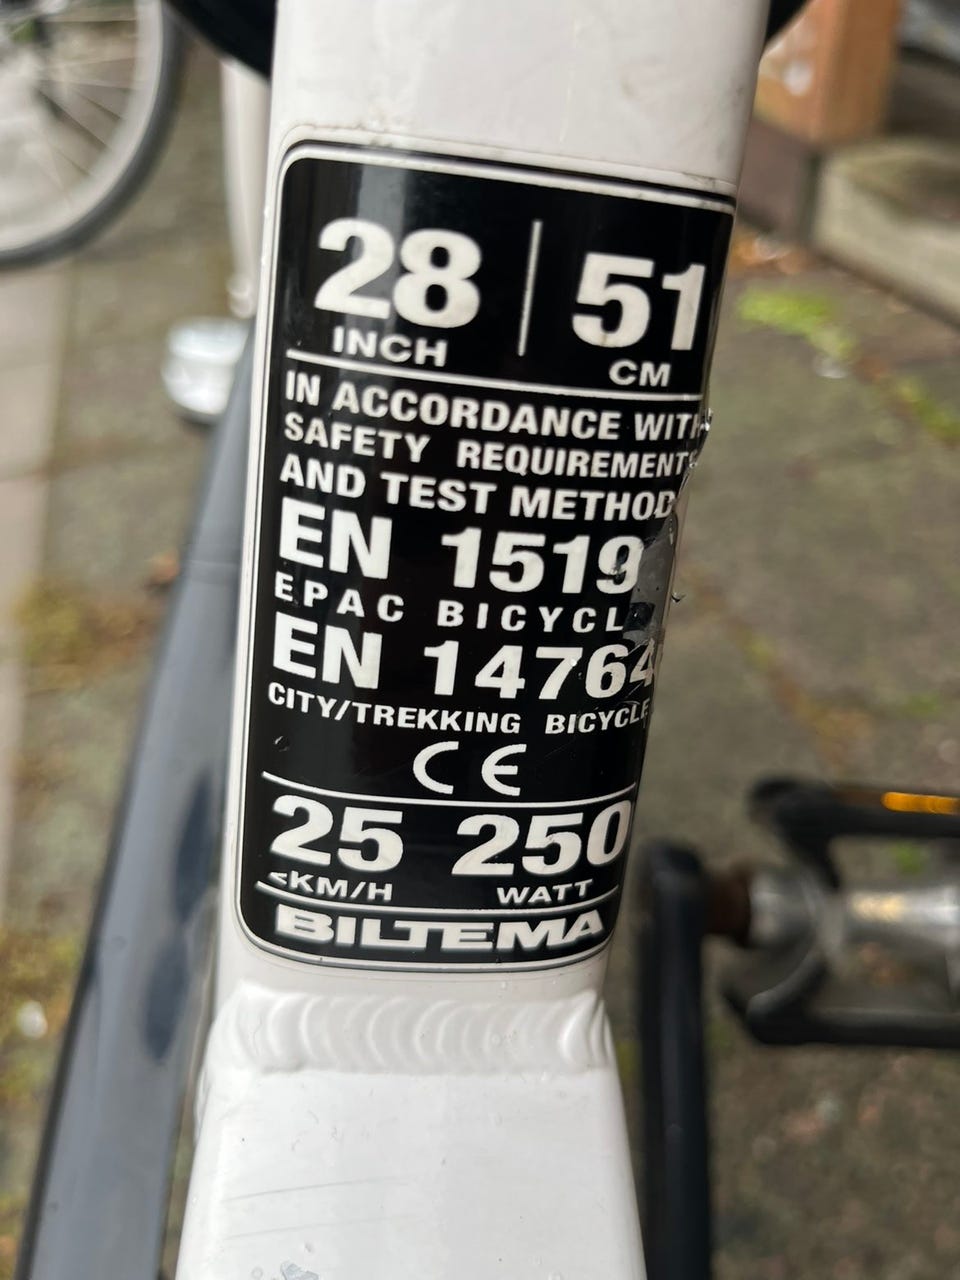 28 | 51
INCH CM
IN ACCORDANCE WITH
SAFETY REQUIREMENTS
AND TEST METHOD
EN 1519
EPAC BICYCL
EN 14764
CITY/TREKKING BICYCLE
CE
25 250
<KM/H WATT
BILTEMA